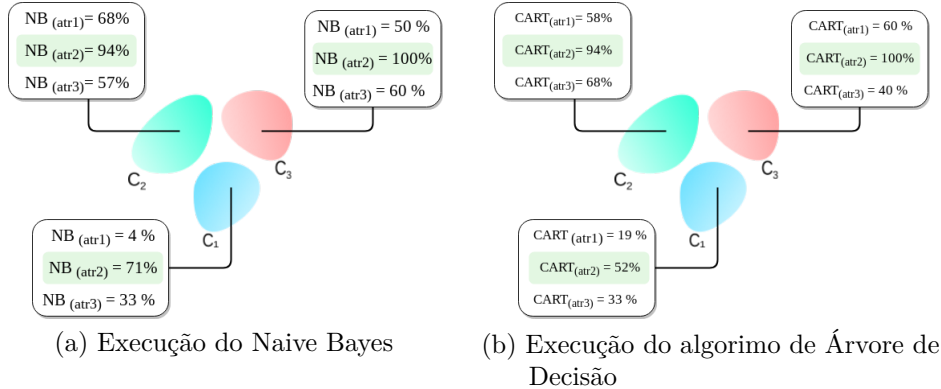 NB (atr1)= 68%
NB (atr2)= 94%
NB (atr3)= 57%
NB (atr1) = 50 %
NB (atr2) = 100%
NB (atr3) = 60 %
C2
C3
C1
NB (atr1) = 4 %
NB (atr2) = 71%
NB (atr3) = 33 %
(a) Execução do Naive Bayes
CART(atr1)= 58%
CART(atr2)= 94%
CART(atr3)= 68%
CART(atr1) = 60 %
CART(atr2) = 100%
CART(atr3) = 40 %
C2
C3
C1
CART (atr1) = 19 %
CART(atr2) = 52%
CART(atr3) = 33 %
(b) Execução do algorimo de Árvore de
Decisão